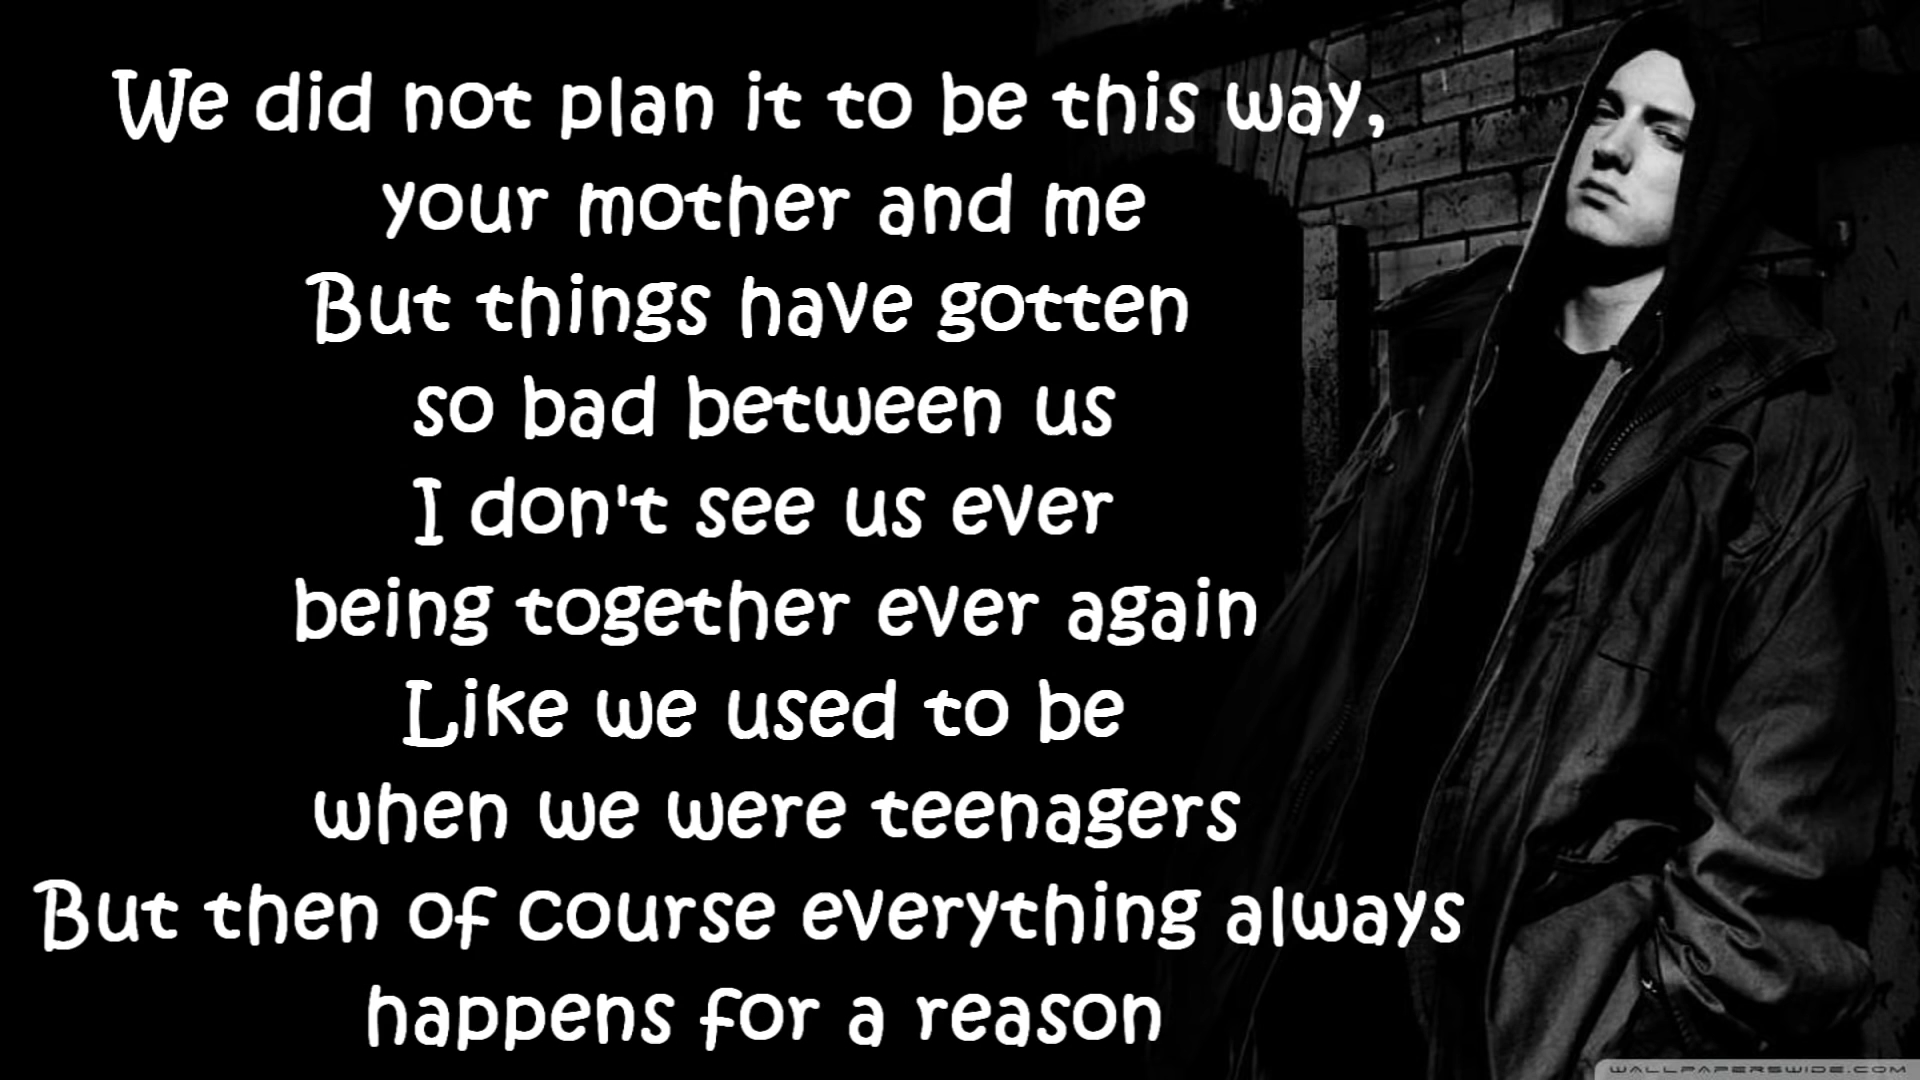 We did not plan it to be this way,
your mother and me
But things have gotten
so bad between us
I don't see us ever
being together ever again
Like we used to be
when we were teenagers
But then of course everything always
happens for a reason
WALLPAPERSWIDE.COM